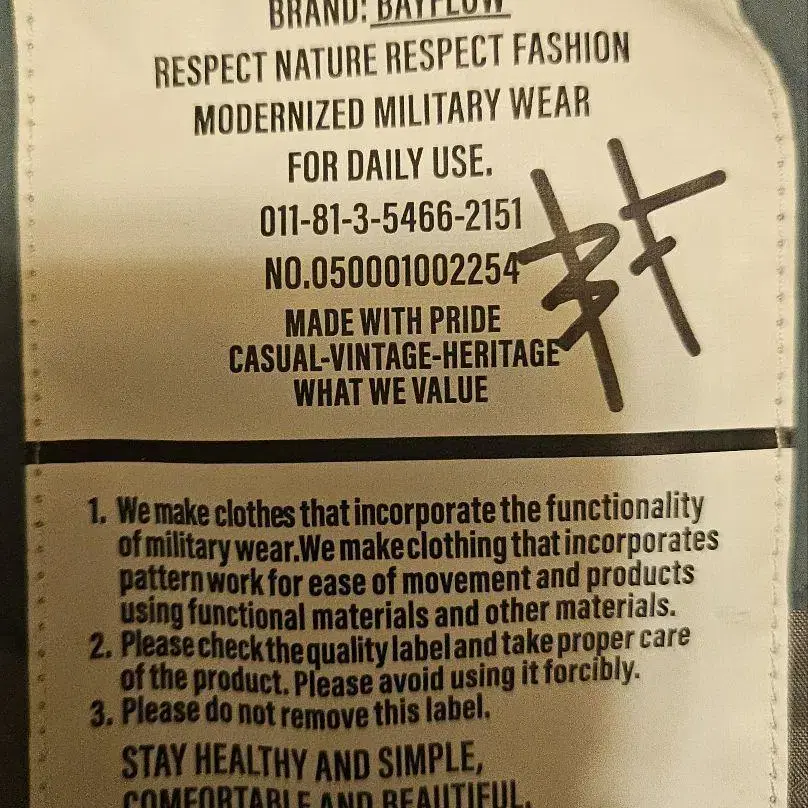 BRAND: BAYFLOW
RESPECT NATURE RESPECT FASHION
MODERNIZED MILITARY WEAR
FOR DAILY USE.
011-81-3-5466-2151
NO.050001002254
BF
MADE WITH PRIDE
CASUAL-VINTAGE-HERITAGE
WHAT WE VALUE
1. We make clothes that incorporate the functionality
of military wear.We make clothing that incorporates
pattern work for ease of movement and products
using functional materials and other materials.
2. Please check the quality label and take proper care
of the product. Please avoid using it forcibly.
3. Please do not remove this label.
STAY HEALTHY AND SIMPLE,
COMFORTABLE AND BEAUTIFUL.